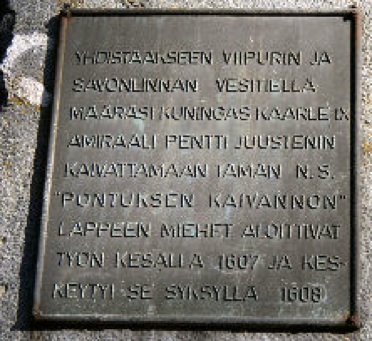 YHDISTÄÄKSEEN VIIPURIN JA
SAVONLINNAN VESITIELLÄ
MÄÄRÄSI KUNINGAS KAARLE IX
AMIRAALI PENTTI JUUSTENIN
KAIVATTAMAAN TÄMÄN N.S.
"PONTUKSEN KAIVANNON"
LAPPEEN MIEHET ALOITTIVAT
TYÖN KESÄLLÄ 1607 JA KES-
KEYTYI SE SYKSYLLÄ 1608